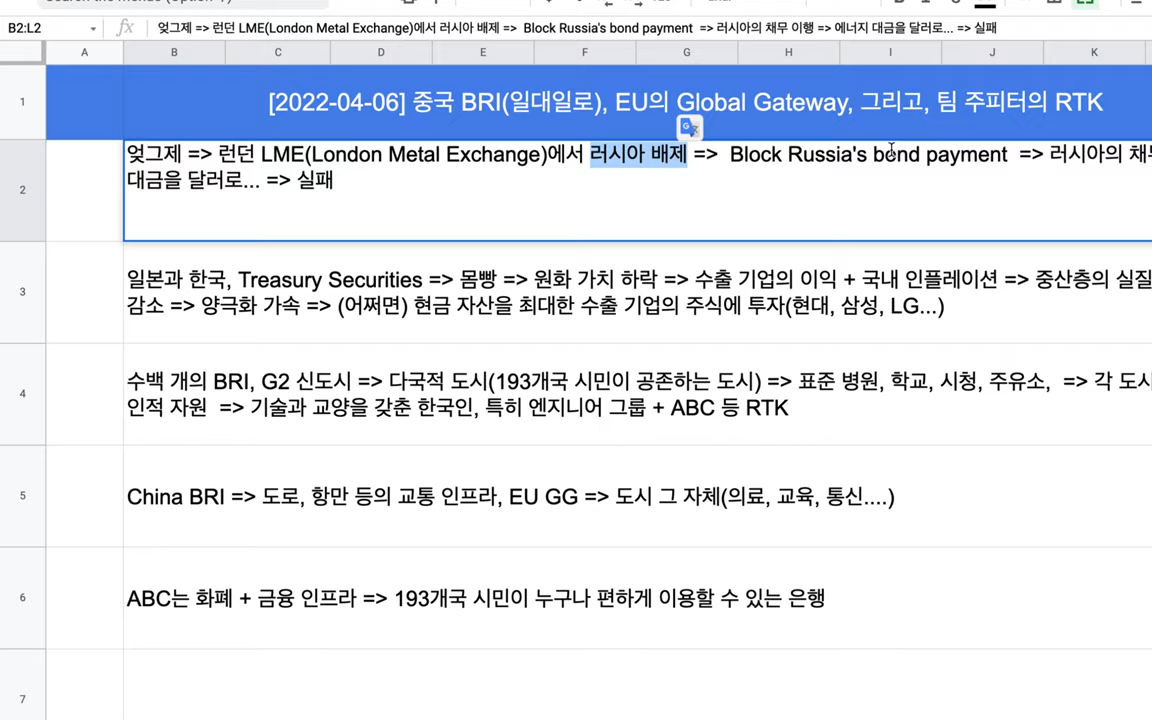 B2:L2
엊그제 => 런던 LME(London Metal Exchange)에서 러시아 배제 => Block Russia's bond payment => 러시아의 채무 이행 => 에너지 대금을 달러로... => 실패
A B C D E F G H I J K
1
[2022-04-06] 중국 BRI(일대일로), EU의 Global Gateway, 그리고, 팀 주피터의 RTK
2
엊그제 => 런던 LME(London Metal Exchange)에서 러시아 배제 => Block Russia's bond payment => 러시아의 채무
대금을 달러로... => 실패
3
일본과 한국, Treasury Securities => 몸빵 => 원화 가치 하락 => 수출 기업의 이익 + 국내 인플레이션 => 중산층의 실질
감소 => 양극화 가속 => (어쩌면) 현금 자산을 최대한 수출 기업의 주식에 투자(현대, 삼성, LG...)
4
수백 개의 BRI, G2 신도시 => 다국적 도시(193개국 시민이 공존하는 도시) => 표준 병원, 학교, 시청, 주유소, => 각 도시
인적 자원 => 기술과 교양을 갖춘 한국인, 특히 엔지니어 그룹 + ABC 등 RTK
5
China BRI => 도로, 항만 등의 교통 인프라, EU GG => 도시 그 자체(의료, 교육, 통신....)
6
ABC는 화폐 + 금융 인프라 => 193개국 시민이 누구나 편하게 이용할 수 있는 은행
7